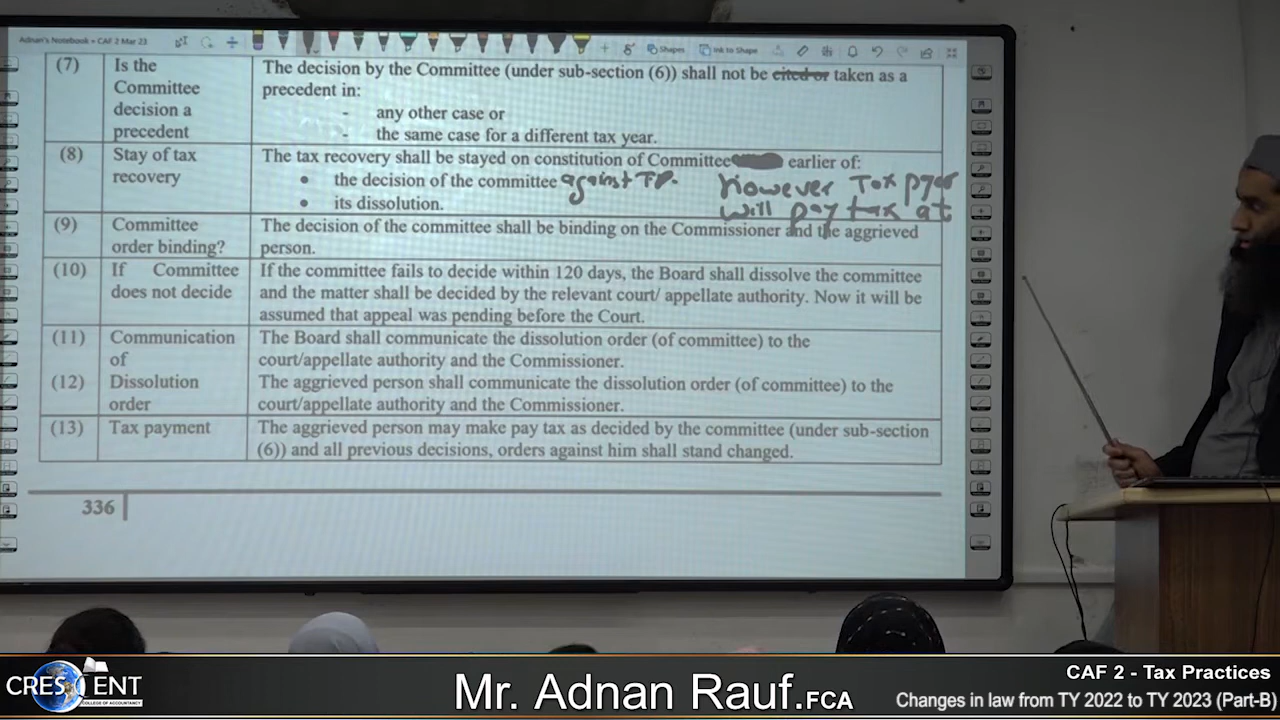 Adnan's Notebook » CAF 2 Mar 23
Shapes
Ink to Shape
(7) Is the Committee decision a precedent
The decision by the Committee (under sub-section (6)) shall not be cited or taken as a
precedent in:
- any other case or
- the same case for a different tax year.
(8) Stay of tax recovery
The tax recovery shall be stayed on constitution of Committee earlier of:
• the decision of the committee against TP.
• its dissolution.
However Tax pyer
will pay tax at
(9) Committee order binding?
The decision of the committee shall be binding on the Commissioner and the aggrieved
person.
(10) If Committee does not decide
If the committee fails to decide within 120 days, the Board shall dissolve the committee
and the matter shall be decided by the relevant court/ appellate authority. Now it will be
assumed that appeal was pending before the Court.
(11) Communication of
The Board shall communicate the dissolution order (of committee) to the
court/appellate authority and the Commissioner.
(12) Dissolution order
The aggrieved person shall communicate the dissolution order (of committee) to the
court/appellate authority and the Commissioner.
(13) Tax payment
The aggrieved person may make pay tax as decided by the committee (under sub-section
(6)) and all previous decisions, orders against him shall stand changed.
336
CRESCENT
COLLEGE OF ACCOUNTANCY
Mr. Adnan Rauf.FCA
CAF 2 - Tax Practices
Changes in law from TY 2022 to TY 2023 (Part-B)